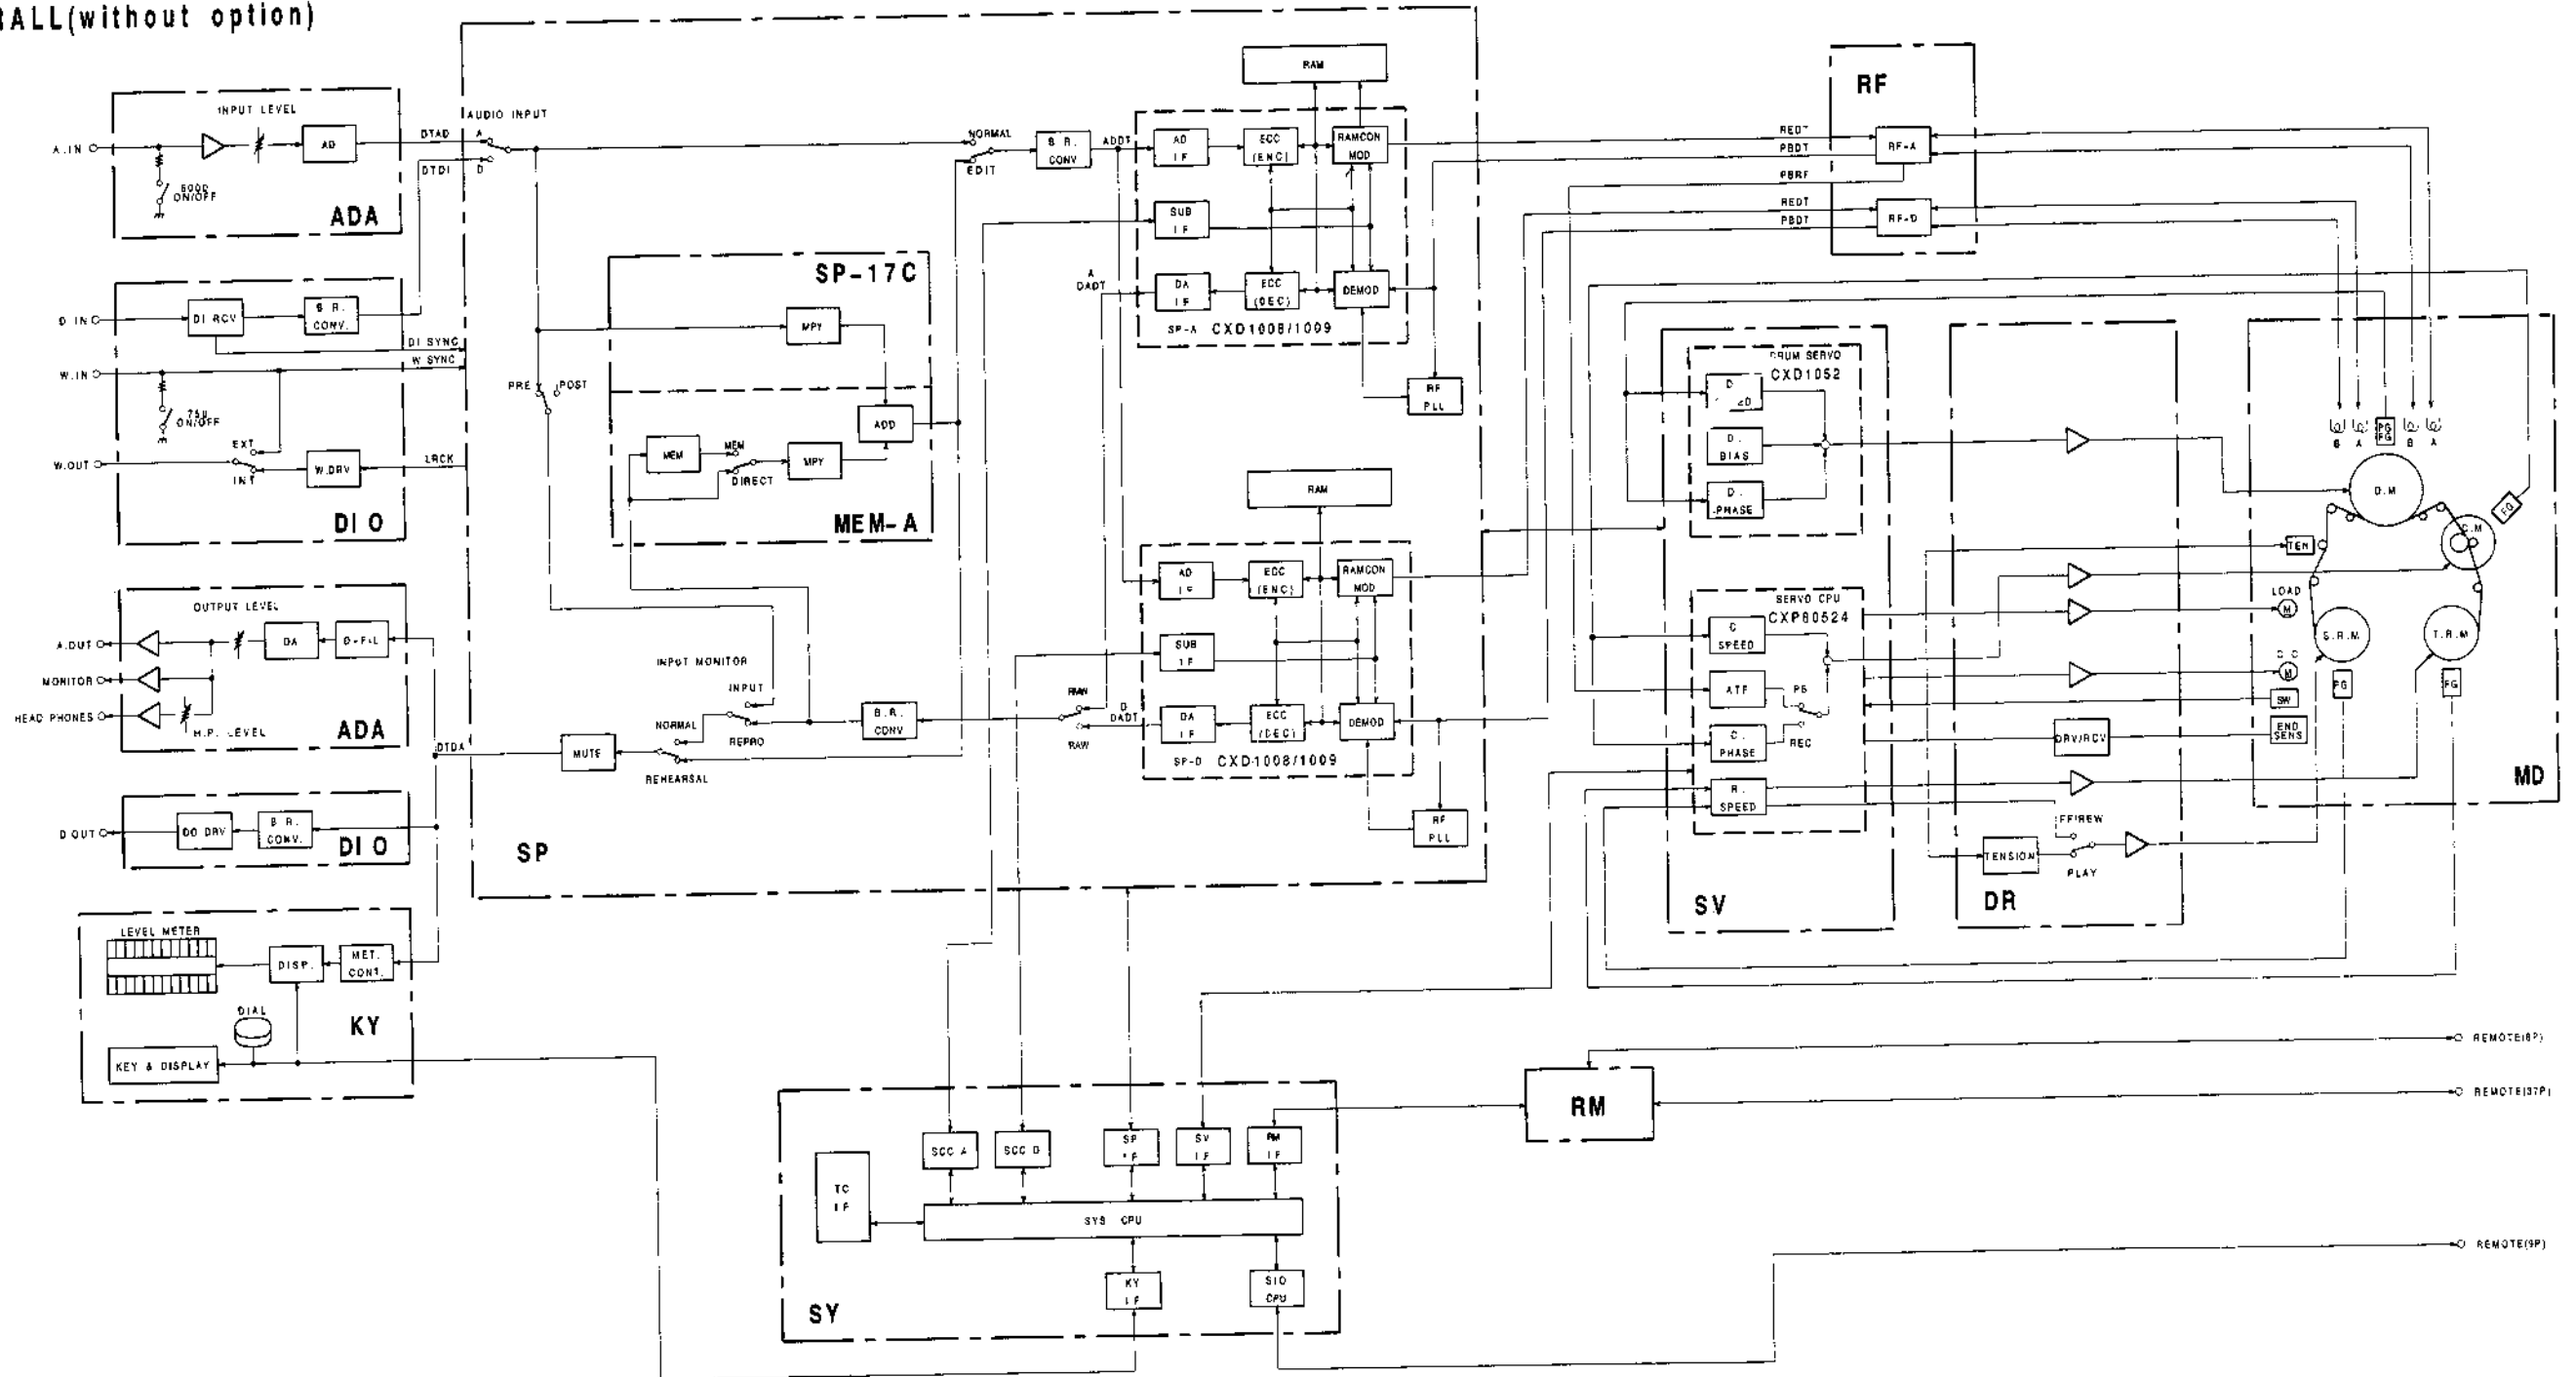 RALL(without option)
INPUT LEVEL
A.IN
AD
ON/OFF
ADA
DTAD
DTDI
AUDIO INPUT
A
D
NORMAL
EDIT
B.R.
CONV
ADDT
RAM
AD
I F
ECC
(ENC)
RAMCON
MOD
SUB
I F
DA
I F
ECC
(DEC)
DEMOD
SP-A CXD1008/1009
A
DADT
RF
PLL
REDT
PBDT
PBRF
REDT
PBDT
RF
RF-A
RF-D
D IN
DI RCV
B R.
CONV.
DI SYNC
W SYNC
W.IN
ON/OFF
EXT
INT
W.OUT
W.DRV
LRCK
DI O
SP-17C
MPY
PRE
POST
ADD
MEM
MEM
DIRECT
MPY
MEM-A
RAM
AD
ECC
(ENC)
RAMCON
MOD
SUB
I F
DA
I F
ECC
(DEC)
DEMOD
SP-D CXD1008/1009
D
DADT
RMW
RAW
RF
PLL
OUTPUT LEVEL
A.OUT
DA
D-FIL
MONITOR
HEAD PHONES
H.P. LEVEL
ADA
DTDA
MUTE
INPUT MONITOR
INPUT
NORMAL
REPRO
REHEARSAL
B.R.
CONV
D OUT
DO DRV
B R.
CONV.
DI O
SP
LEVEL METER
DISP.
MET.
CONT.
DIAL
KEY & DISPLAY
KY
DRUM SERVO
CXD1052
D.
BIAS
D.
PHASE
SERVO CPU
CXP80524
C
SPEED
ATF
PB
C.
PHASE
REC
R.
SPEED
SV
DRV/RCV
FF/REW
TENSION
PLAY
DR
B
A
PG
FG
B
A
D.M
FG
C.M
TEN
LOAD
M
S.R.M
T.R.M
M
FG
SW
END
SENS
MD
SCC A
SCC D
SP
SV
I F
RM
I F
TC
I F
SYS CPU
KY
I F
SIO
CPU
SY
RM
REMOTE(8P)
REMOTE(37P)
REMOTE(9P)